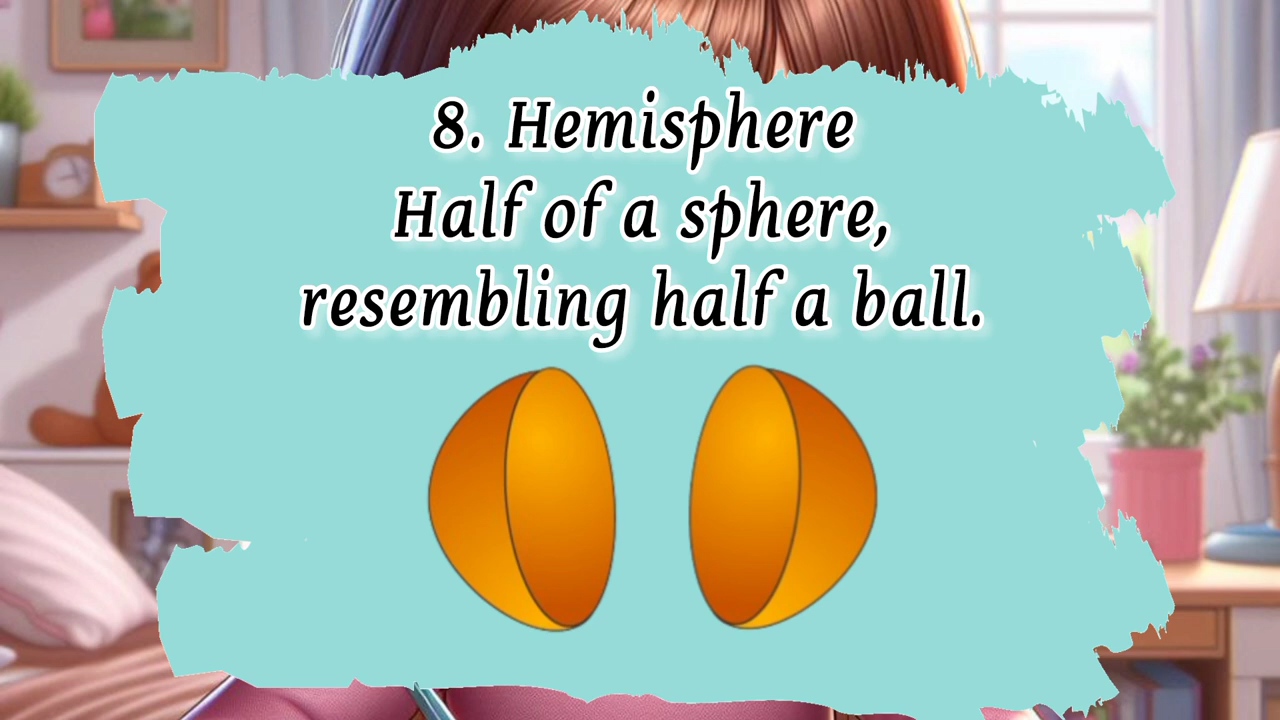 8. Hemisphere
Half of a sphere,
resembling half a ball.